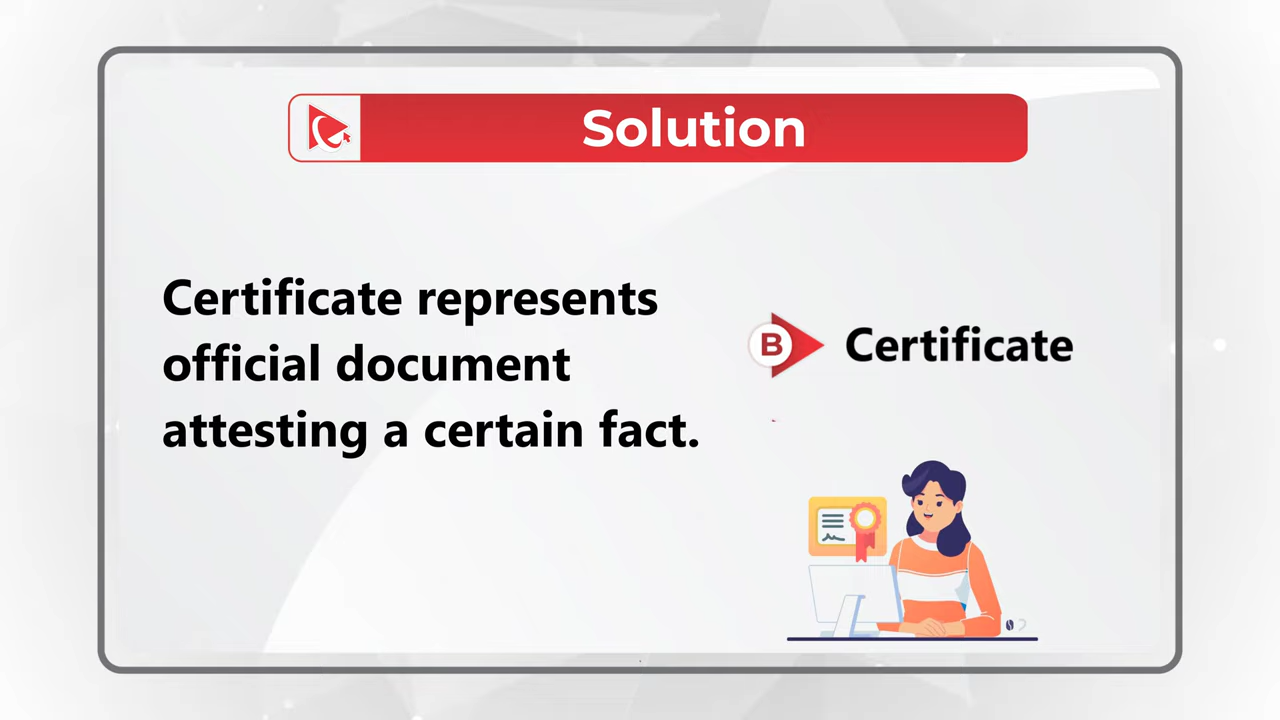 Solution
Certificate represents
official document
attesting a certain fact.
B
Certificate